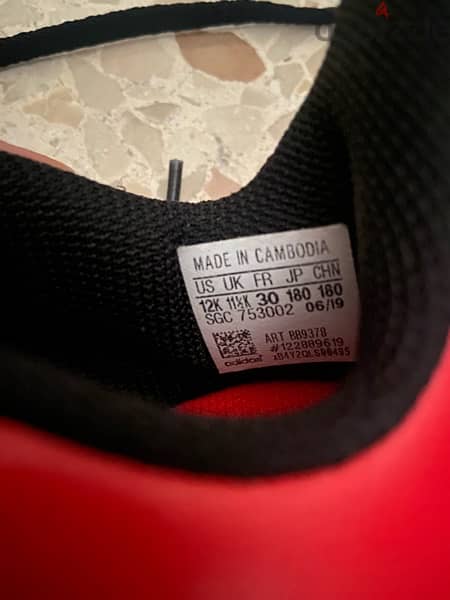 4
MADE IN CAMBODIA
US UK FR JP CHN
12K 11½K 30 180 180
SGC 753002 06/19
ART BB9378
#122889619
adidas